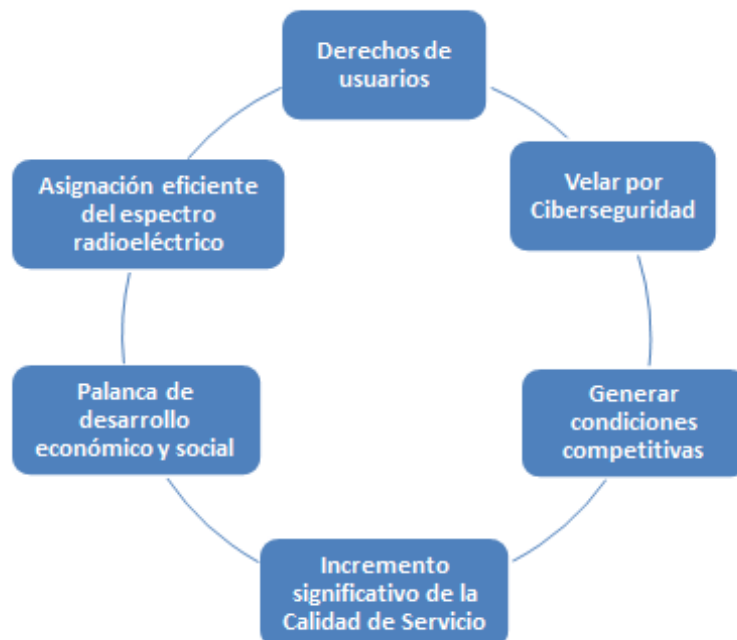 Derechos de
usuarios
Velar por
Ciberseguridad
Generar
condiciones
competitivas
Incremento
significativo de la
Calidad de Servicio
Palanca de
desarrollo
económico y social
Asignación eficiente
del espectro
radioeléctrico